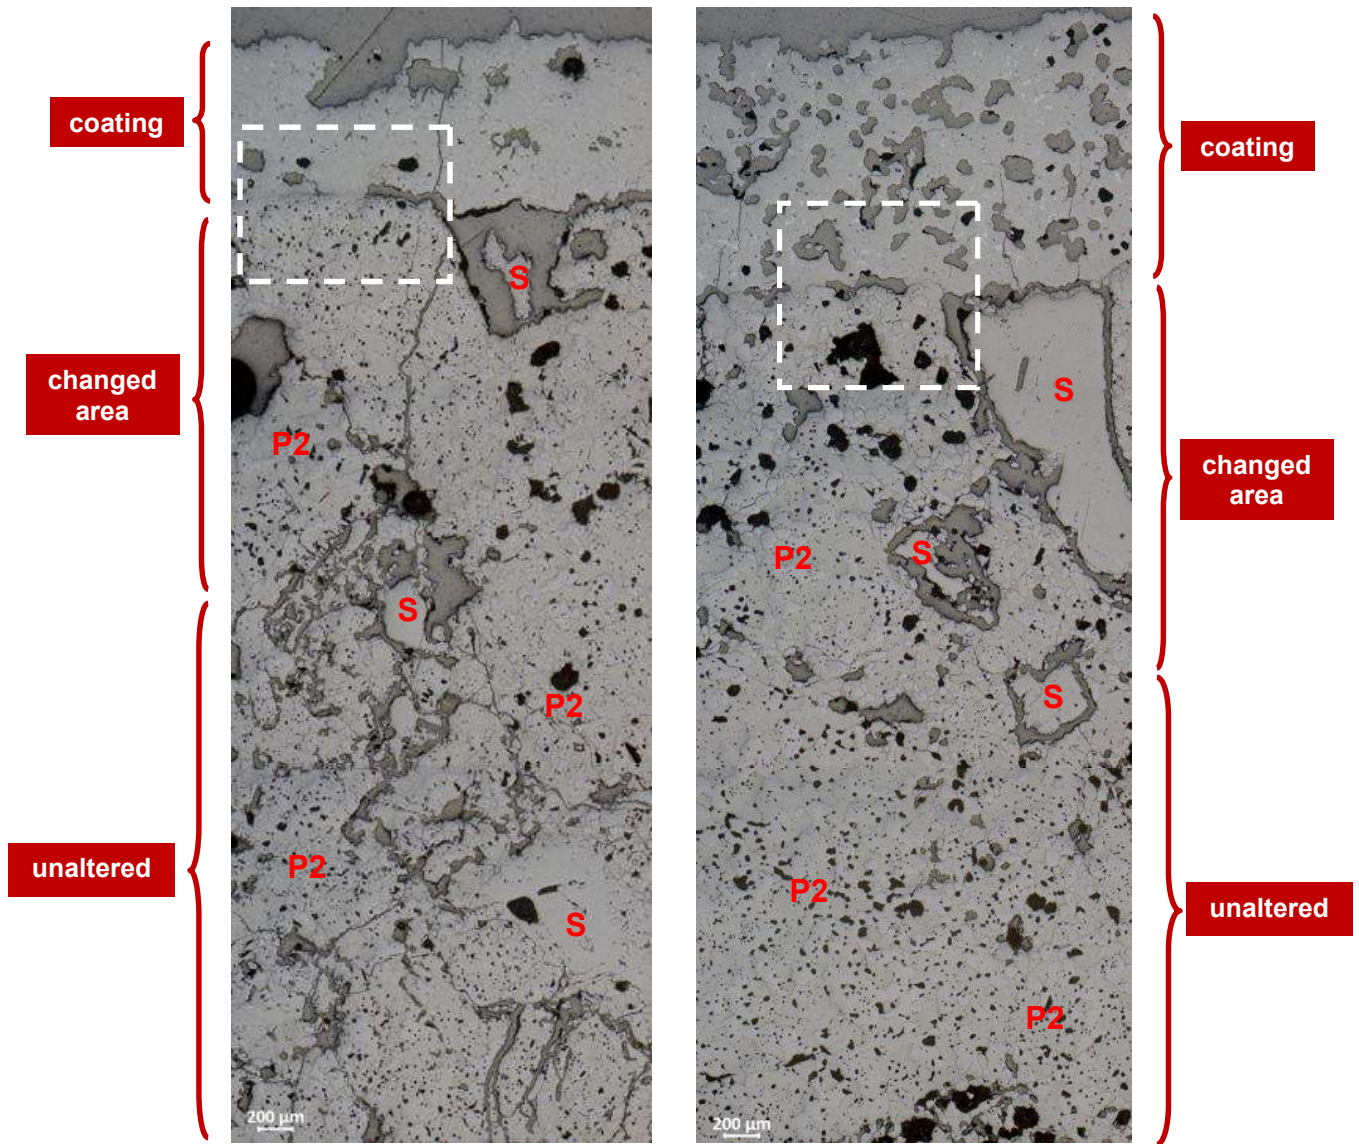 coating
changed
area
unaltered
S
P2
S
P2
P2
S
200 µm
coating
changed
area
unaltered
S
P2
S
S
P2
P2
200 µm